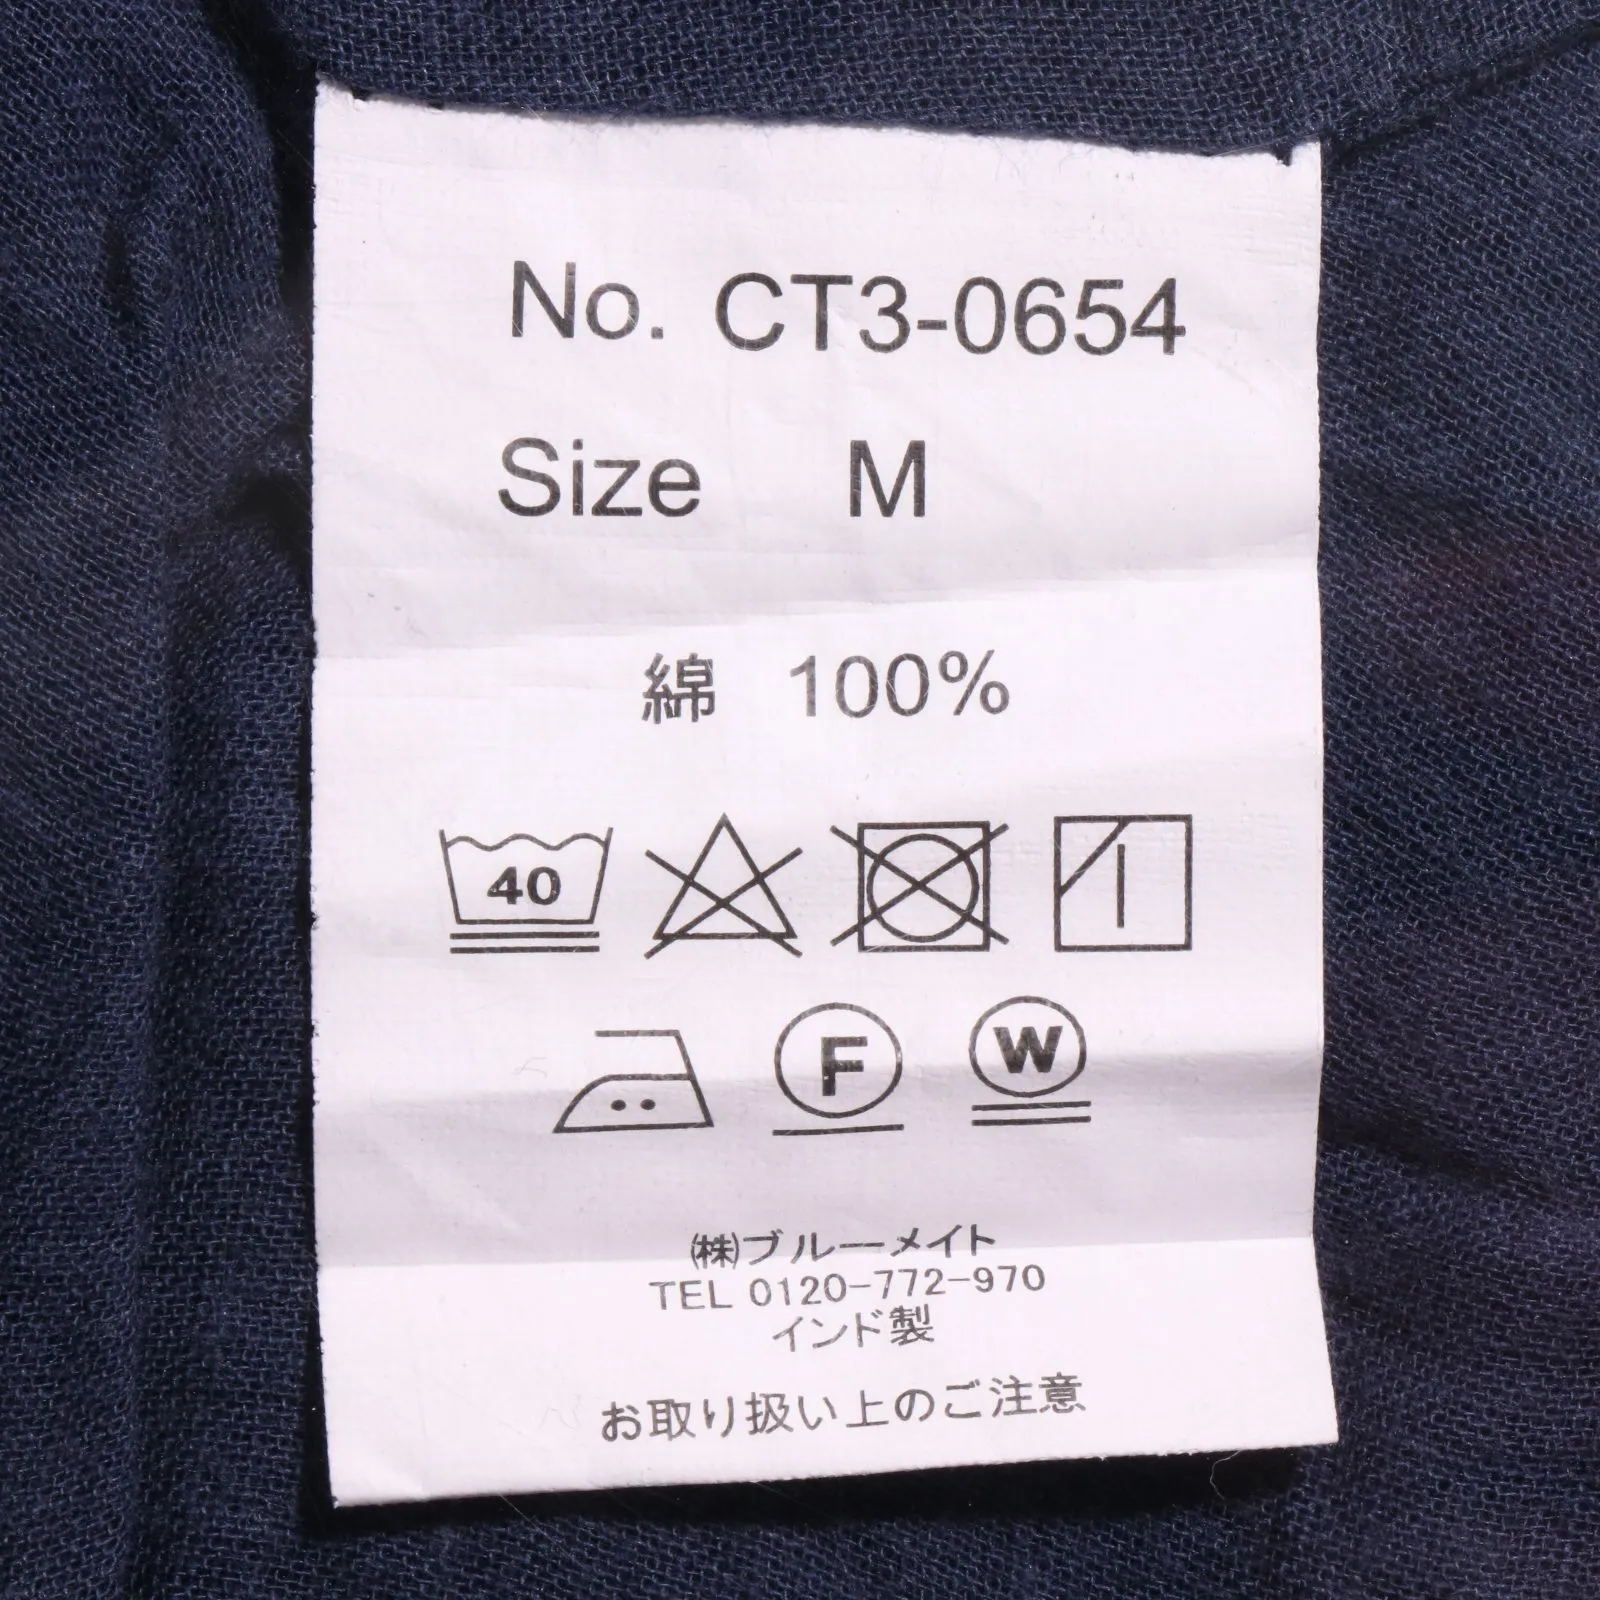 No. CT3-0654
Size M
綿 100%
40
F W
㈱ブルーメイト
TEL 0120-772-970
インド製
お取り扱い上のご注意